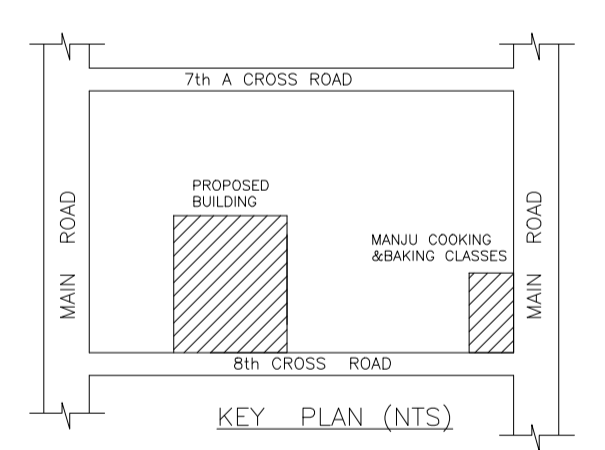 7th A CROSS ROAD
PROPOSED
BUILDING
MANJU COOKING
&BAKING CLASSES
MAIN ROAD
MAIN ROAD
8th CROSS ROAD
KEY PLAN (NTS)